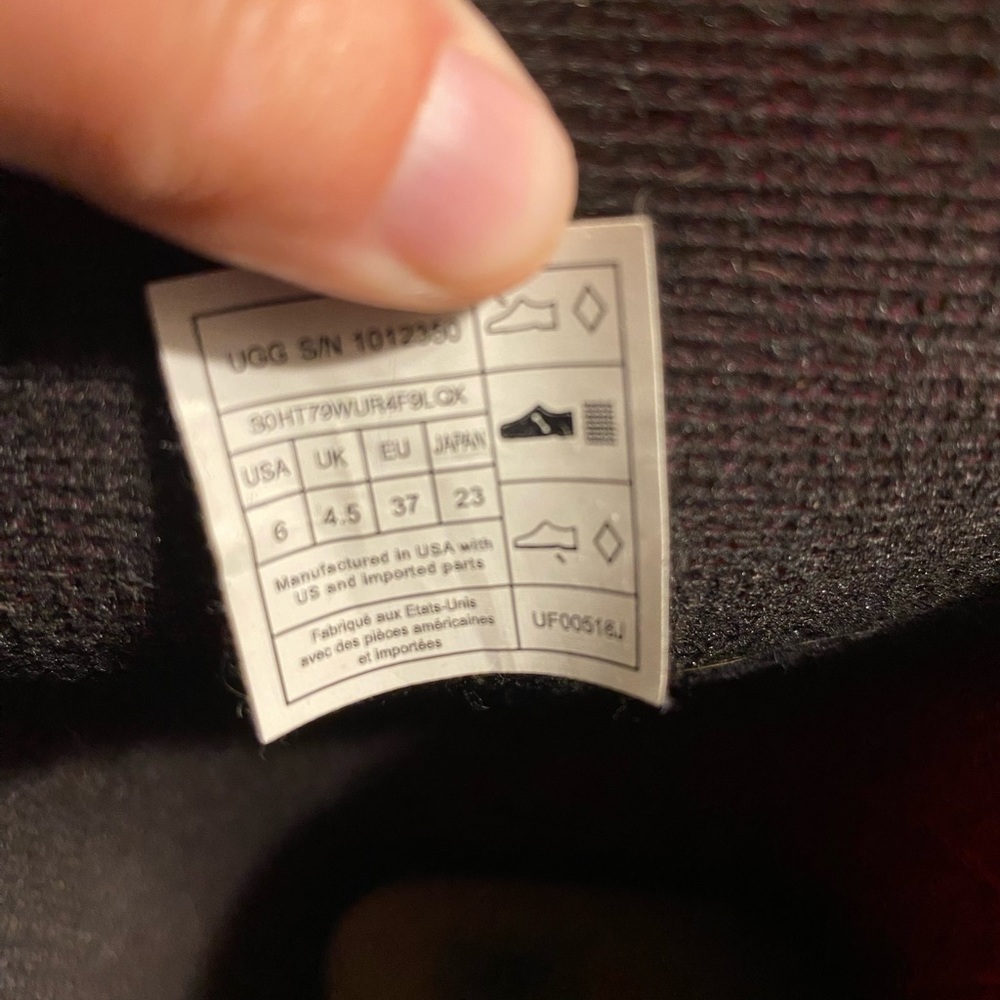 UGG S/N 1012350
S0HT79WUR4F9LCX
USA UK EU JAPAN
6 4.5 37 23
Manufactured in USA with
US and imported parts
Fabriqué aux Etats-Unis
avec des pièces américaines
et importées
UF00516J